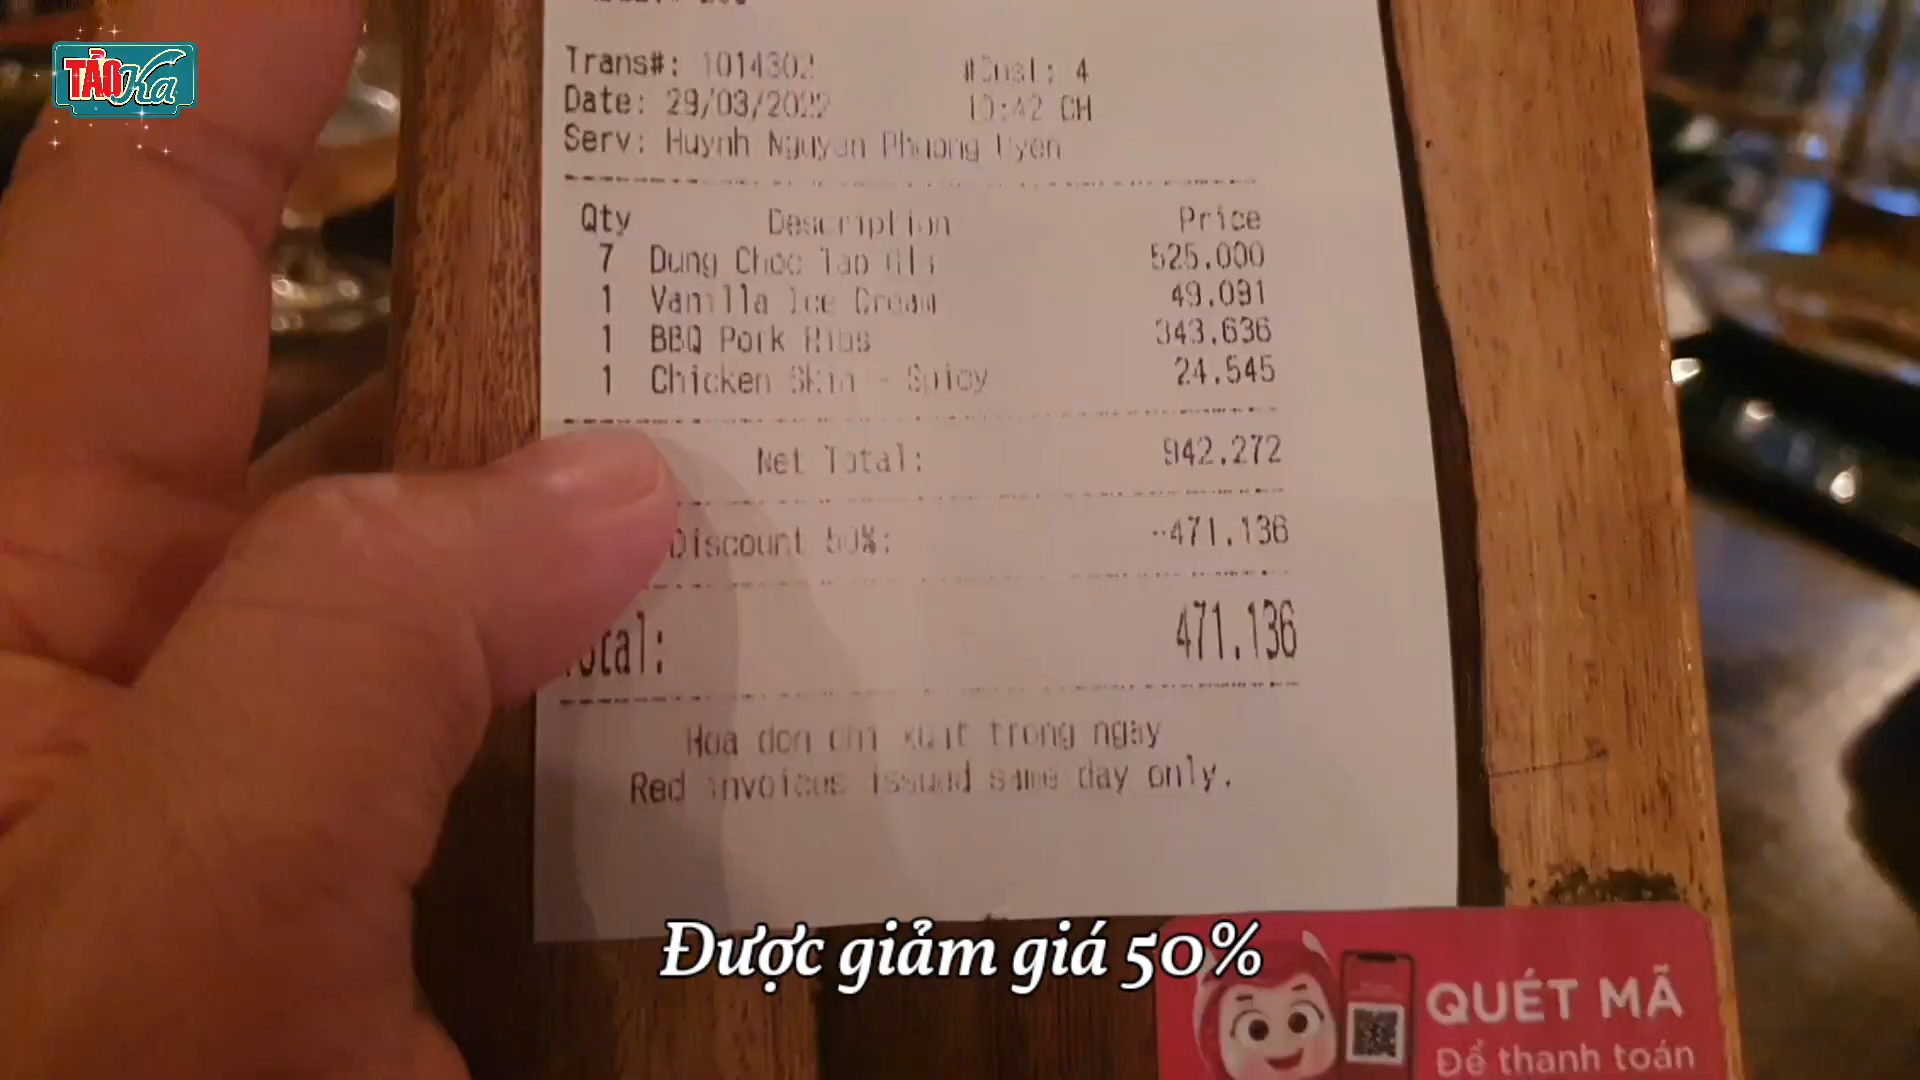 TẢO Ka
Trans#: 1014302 #Cust: 4
Date: 29/03/2022 10:42 CH
Serv: Huynh Nguyen Phuong Uyen
Qty Description Price
7 Dung Choc Tao Gls 525.000
1 Vanilla Ice Cream 49.091
1 BBQ Pork Ribs 343.636
1 Chicken Skin - Spicy 24.545
Net Total: 942.272
Discount 50%: -471.136
Total: 471.136
Hoa don chi xuat trong ngay
Red invoices issued same day only.
Được giảm giá 50%
QUÉT MÃ
Để thanh toán